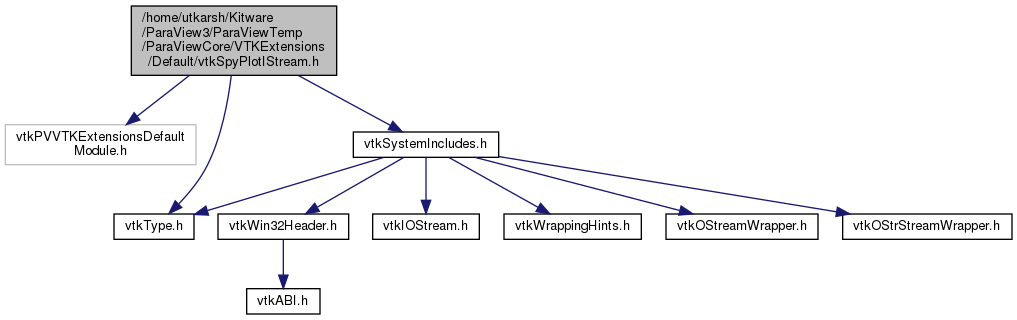 /home/utkarsh/Kitware
/ParaView3/ParaViewTemp
/ParaViewCore/VTKExtensions
/Default/vtkSpyPlotIStream.h
vtkPVVTKExtensionsDefault
Module.h
vtkSystemIncludes.h
vtkType.h
vtkWin32Header.h
vtkIOStream.h
vtkWrappingHints.h
vtkOStreamWrapper.h
vtkOStrStreamWrapper.h
vtkABI.h